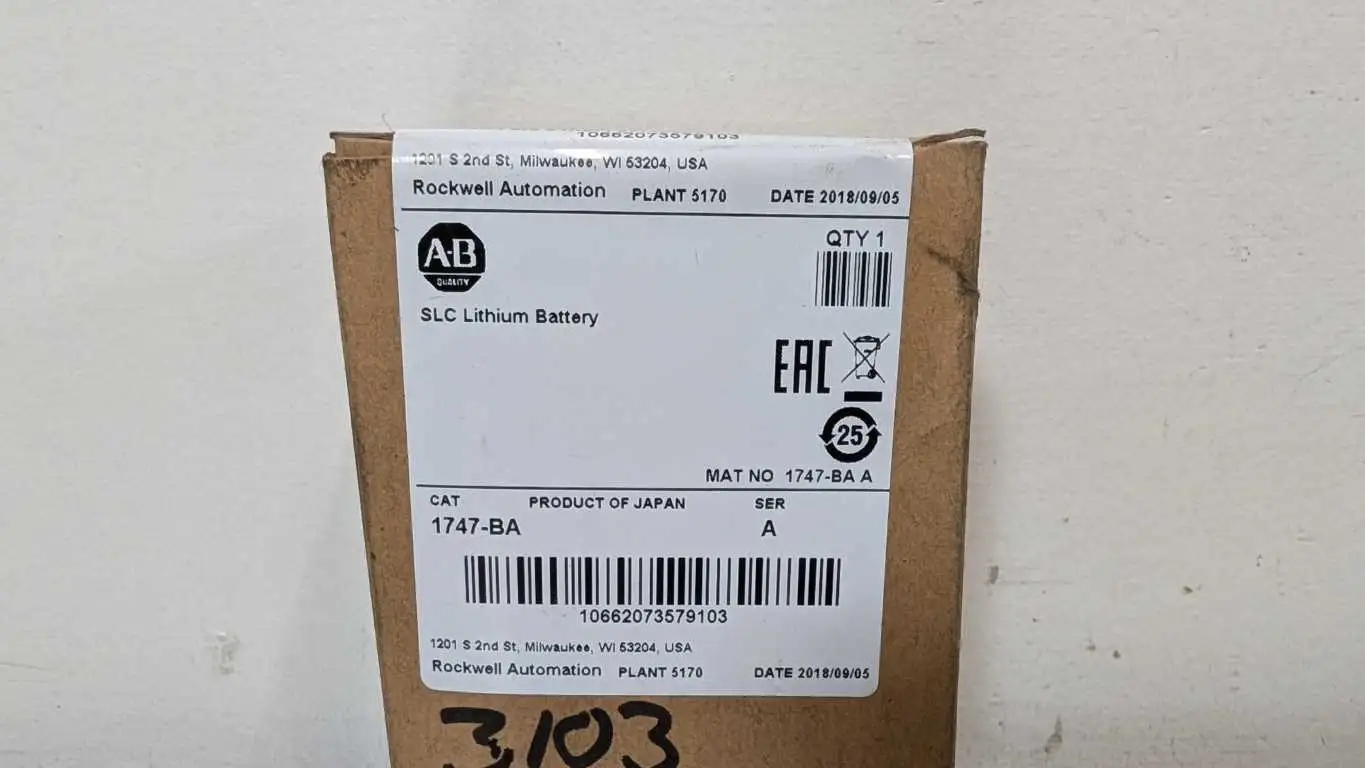 10662073579103
1201 S 2nd St, Milwaukee, WI 53204, USA
Rockwell Automation PLANT 5170 DATE 2018/09/05
A-B
QUALITY
QTY 1
SLC Lithium Battery
EAC
25
MAT NO 1747-BA A
CAT PRODUCT OF JAPAN SER
1747-BA A
10662073579103
1201 S 2nd St, Milwaukee, WI 53204, USA
Rockwell Automation PLANT 5170 DATE 2018/09/05
3103